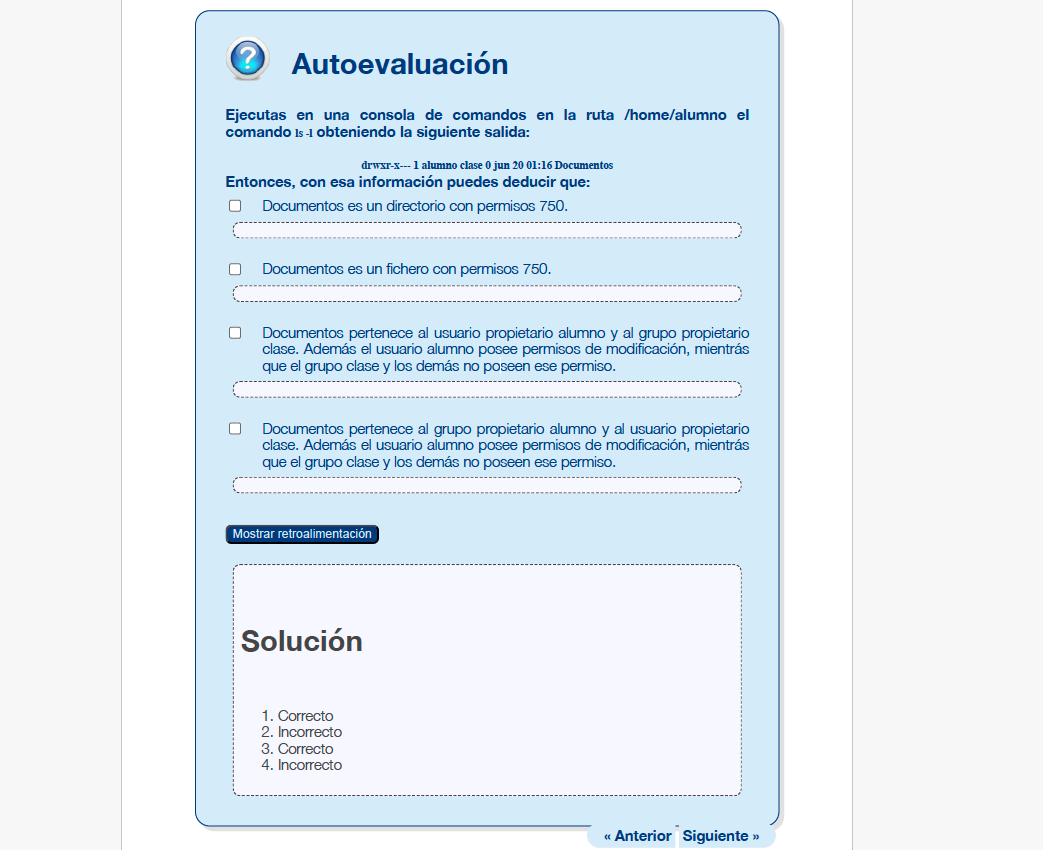 Autoevaluación
Ejecutas en una consola de comandos en la ruta /home/alumno el
comando ls -l obteniendo la siguiente salida:
drwxr-x--- 1 alumno clase 0 jun 20 01:16 Documentos
Entonces, con esa información puedes deducir que:
Documentos es un directorio con permisos 750.
Documentos es un fichero con permisos 750.
Documentos pertenece al usuario propietario alumno y al grupo propietario
clase. Además el usuario alumno posee permisos de modificación, mientrás
que el grupo clase y los demás no poseen ese permiso.
Documentos pertenece al grupo propietario alumno y al usuario propietario
clase. Además el usuario alumno posee permisos de modificación, mientrás
que el grupo clase y los demás no poseen ese permiso.
Mostrar retroalimentación
Solución
1. Correcto
2. Incorrecto
3. Correcto
4. Incorrecto
« Anterior Siguiente »